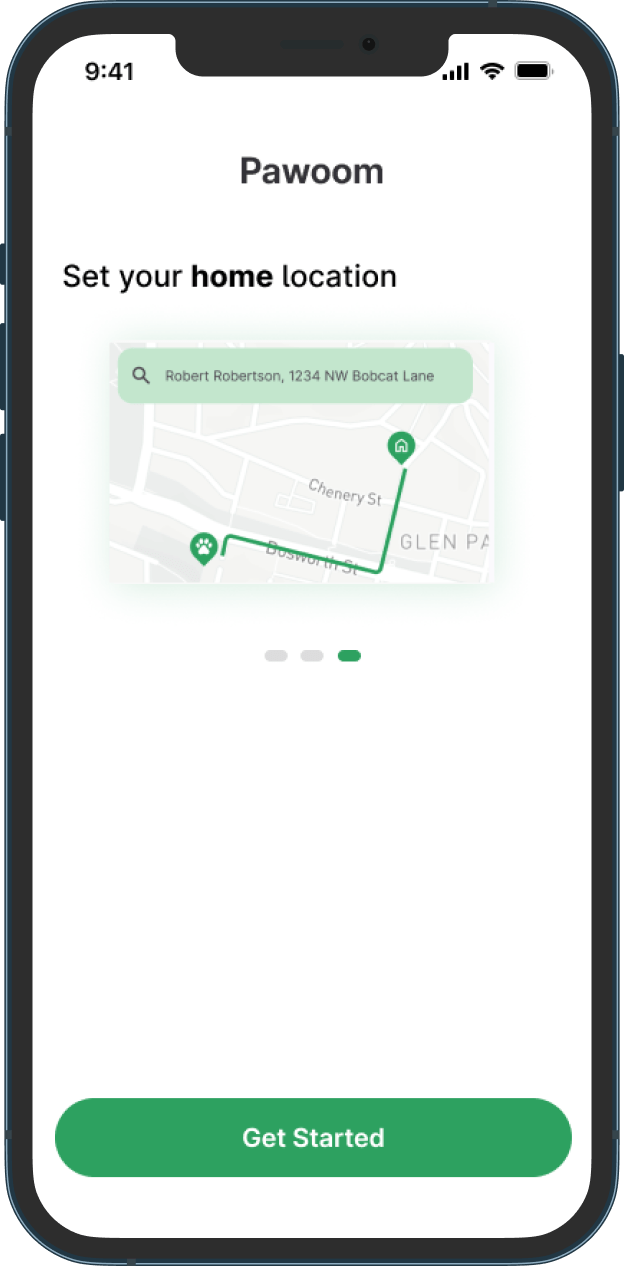 9:41
Pawoom
Set your home location
Robert Robertson, 1234 NW Bobcat Lane
Chenery St
GLEN PA
Bosworth St
Get Started